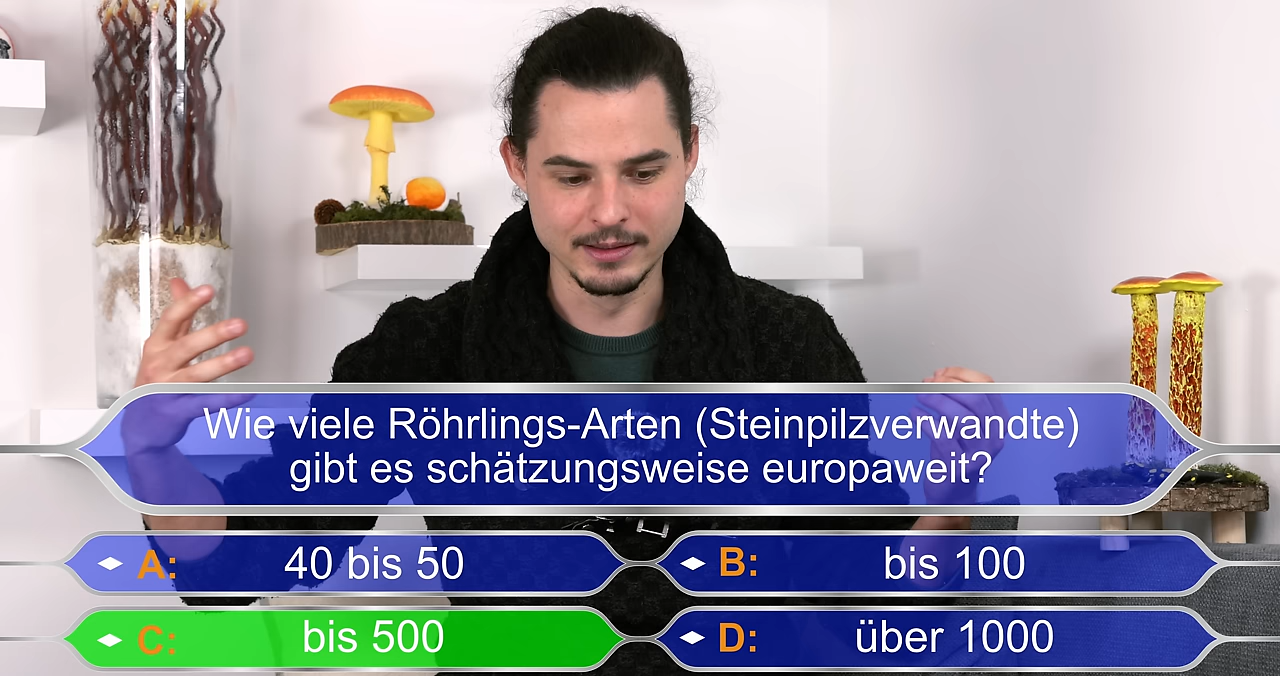 Wie viele Röhrlings-Arten (Steinpilzverwandte)
gibt es schätzungsweise europaweit?
A: 40 bis 50
B: bis 100
C: bis 500
D: über 1000